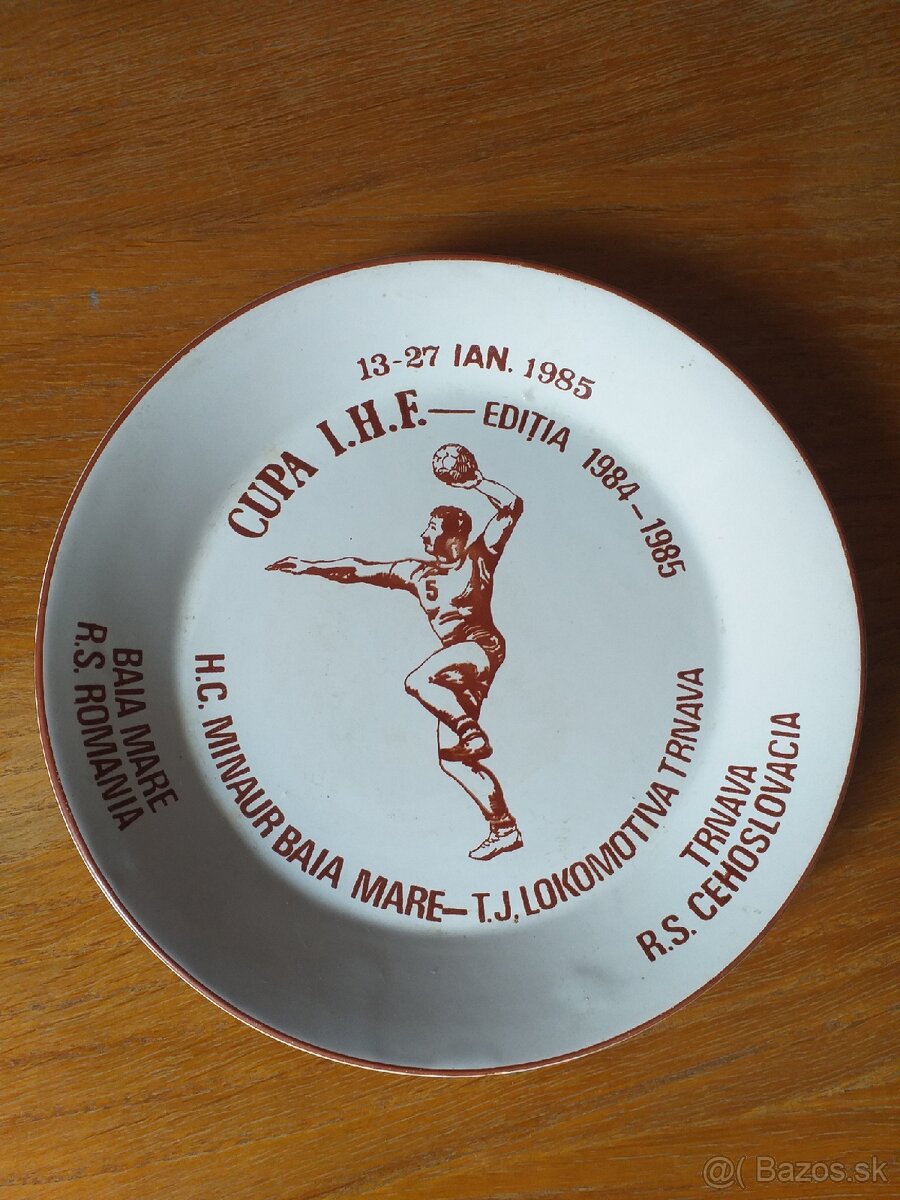 13-27 IAN. 1985
CUPA I.H.F. — EDIȚIA 1984-1985
5
H.C. MINAUR BAIA MARE — T.J. LOKOMOTIVA TRNAVA
BAIA MARE
R.S. ROMANIA
TRNAVA
R.S. CEHOSLOVACIA
@( Bazos.sk